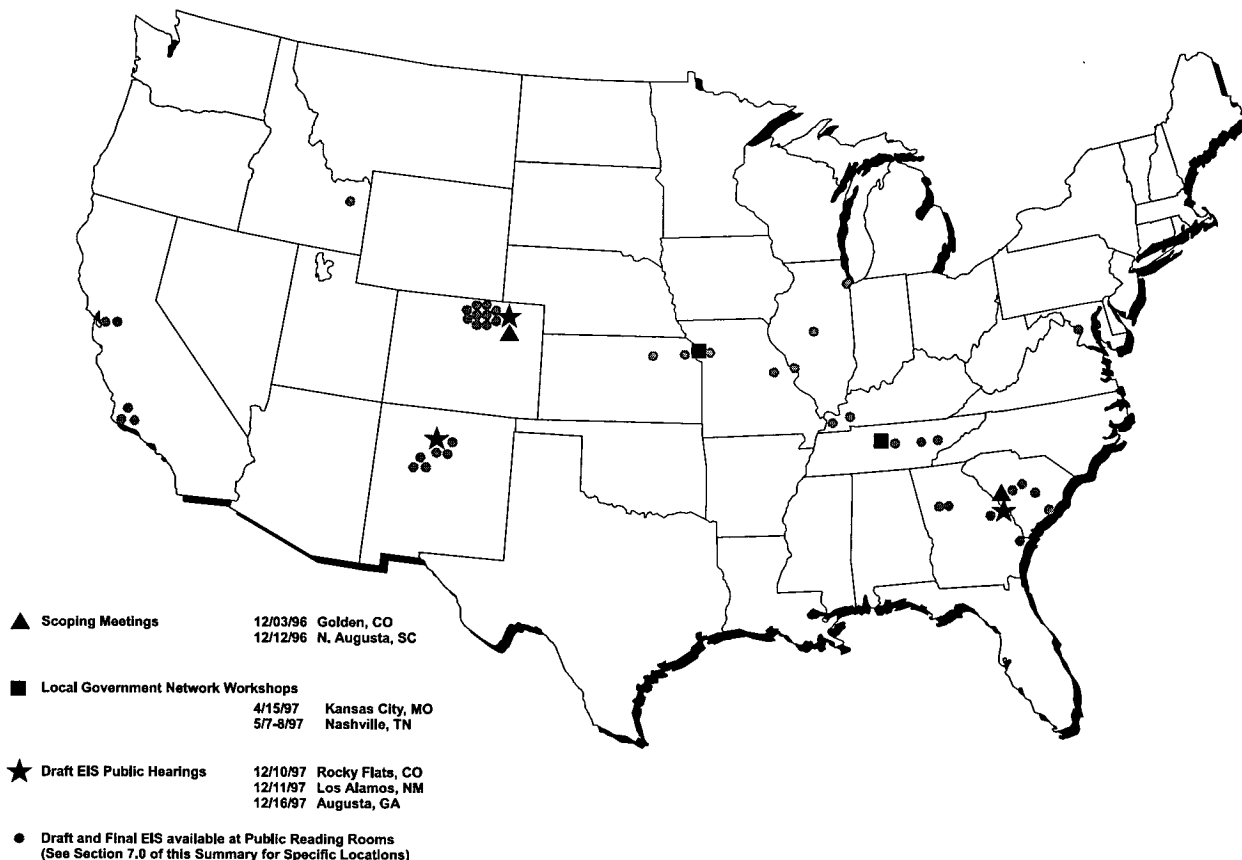 Scoping Meetings 12/03/96 Golden, CO
12/12/96 N. Augusta, SC
Local Government Network Workshops
4/15/97 Kansas City, MO
5/7-8/97 Nashville, TN
Draft EIS Public Hearings 12/10/97 Rocky Flats, CO
12/11/97 Los Alamos, NM
12/16/97 Augusta, GA
Draft and Final EIS available at Public Reading Rooms
(See Section 7.0 of this Summary for Specific Locations)